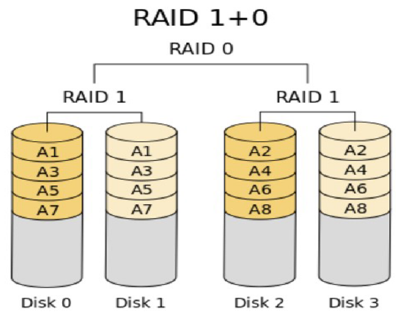 RAID 1+0
RAID 0
RAID 1 RAID 1
A1 A1 A2 A2
A3 A3 A4 A4
A5 A5 A6 A6
A7 A7 A8 A8
Disk 0 Disk 1 Disk 2 Disk 3